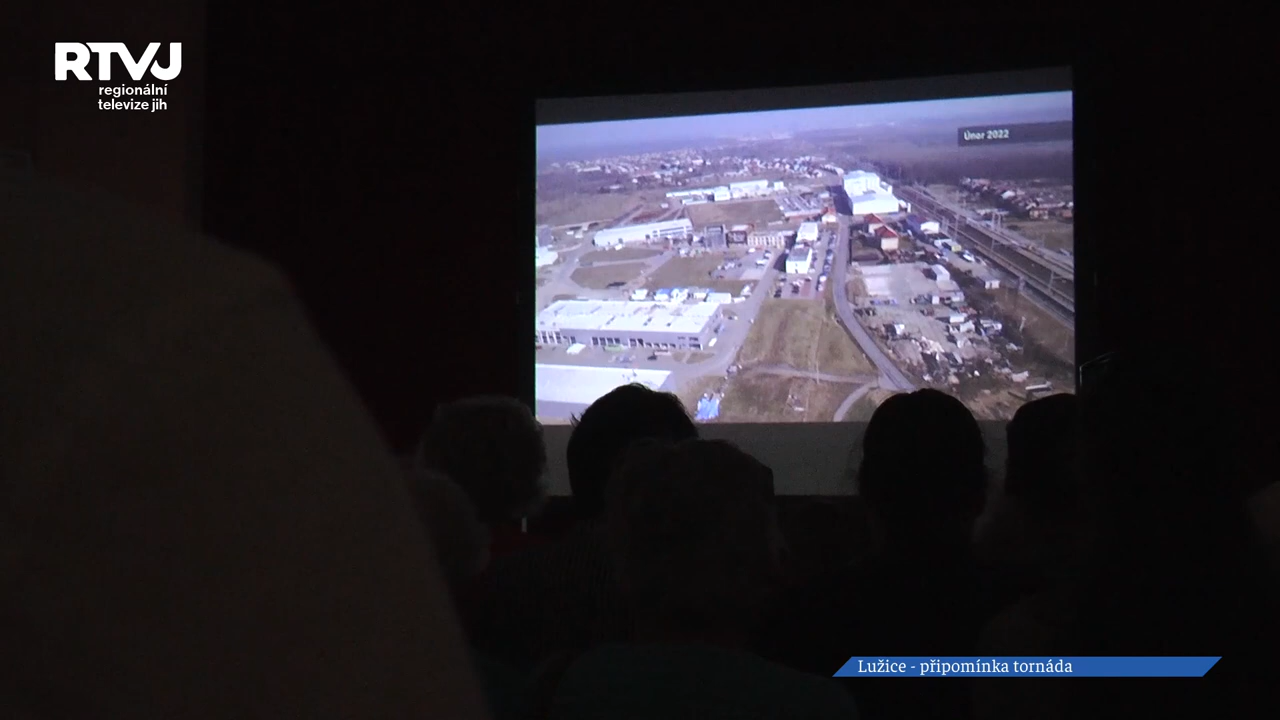 RTVJ
regionální
televize jih
Únor 2022
Lužice - připomínka tornáda